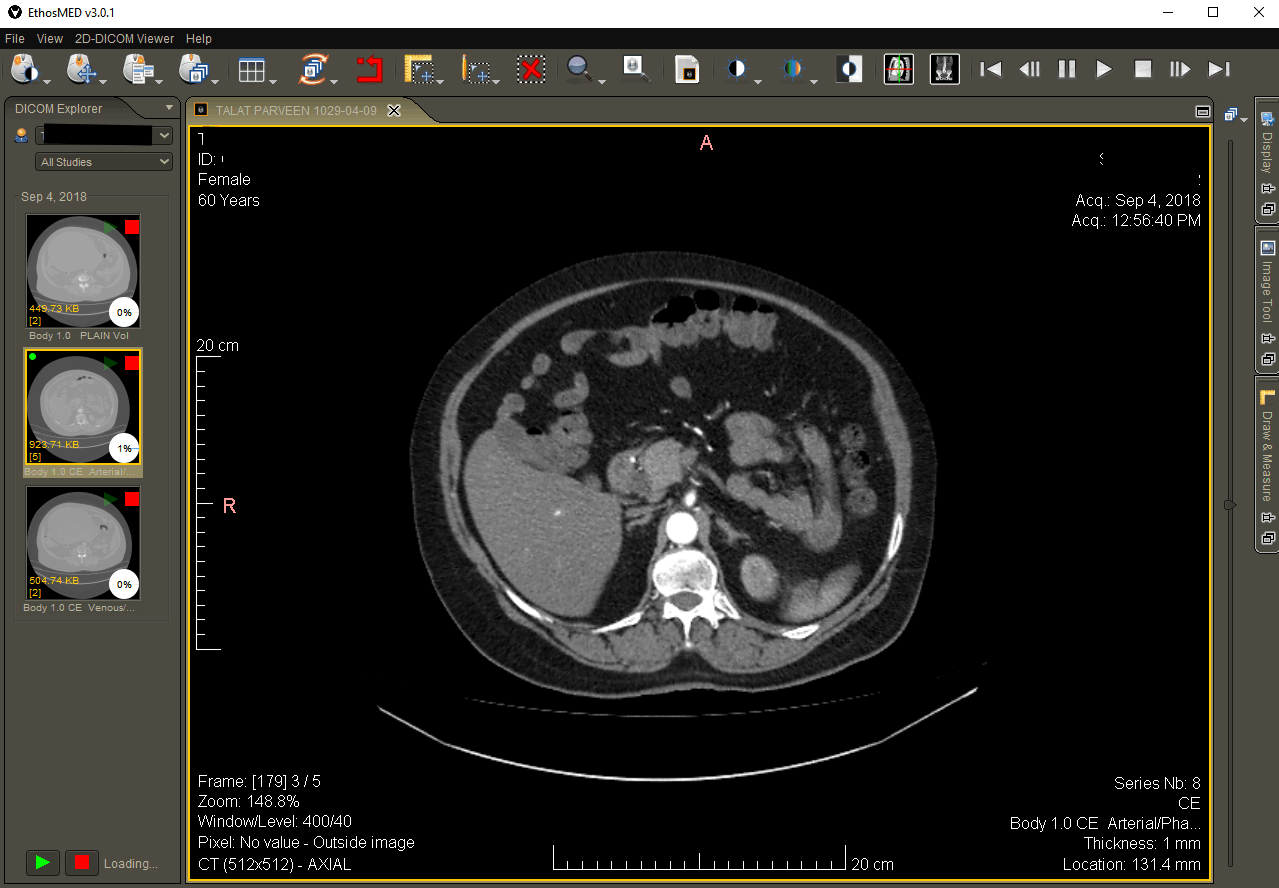 EthosMED v3.0.1
File View 2D-DICOM Viewer Help
DICOM Explorer
TALAT PARVEEN 1029-04-09
All Studies
Sep 4, 2018
449.73 KB
[2]
0%
Body 1.0 PLAIN Vol
923.71 KB
[5]
1%
Body 1.0 CE Arterial/...
504.74 KB
[2]
0%
Body 1.0 CE Venous/...
Loading...
ID:
Female
60 Years
A
Acq.: Sep 4, 2018
Acq.: 12:56:40 PM
20 cm
R
Frame: [179] 3 / 5
Zoom: 148.8%
Window/Level: 400/40
Pixel: No value - Outside image
CT (512x512) - AXIAL
20 cm
Series Nb: 8
CE
Body 1.0 CE Arterial/Pha...
Thickness: 1 mm
Location: 131.4 mm
Display
Image Tool
Draw & Measure